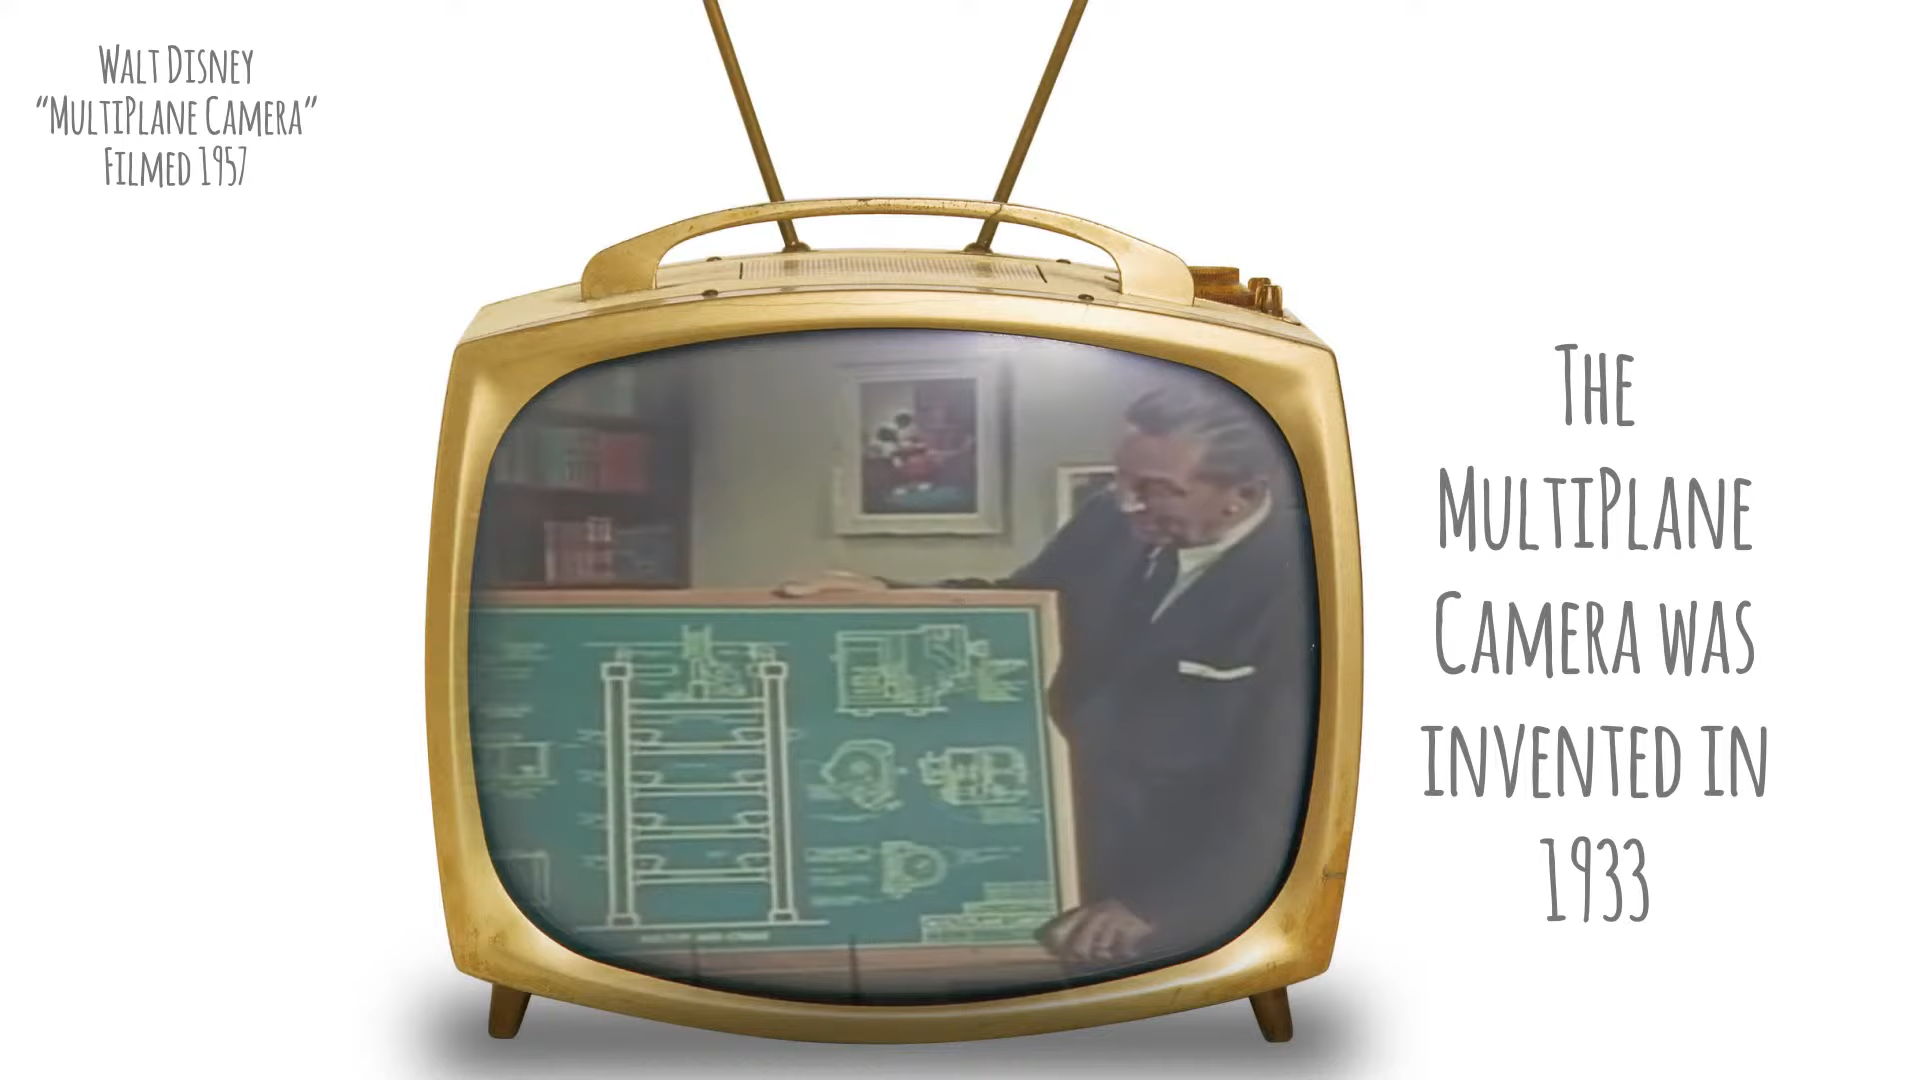 Walt Disney
“MultiPlane Camera”
Filmed 1957
The
MultiPlane
Camera was
invented in
1933